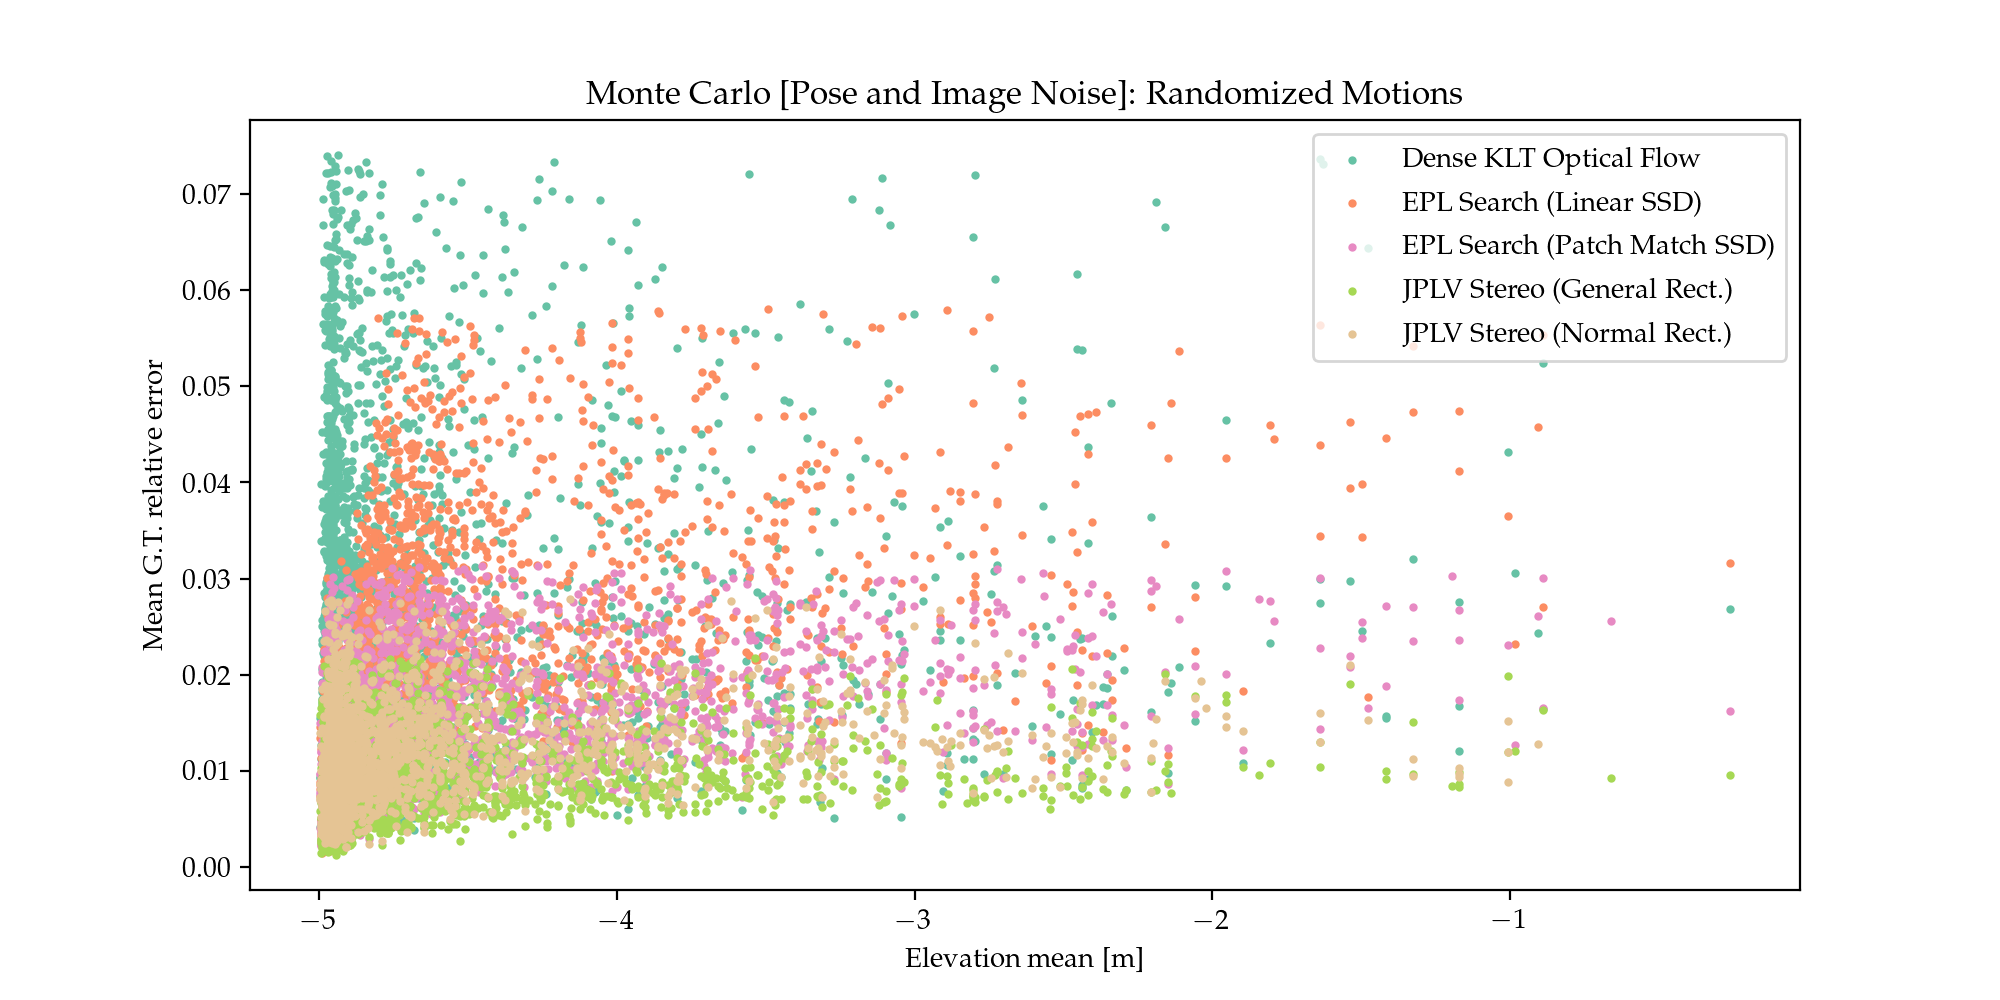 Monte Carlo [Pose and Image Noise]: Randomized Motions
Dense KLT Optical Flow
EPL Search (Linear SSD)
EPL Search (Patch Match SSD)
JPLV Stereo (General Rect.)
JPLV Stereo (Normal Rect.)
Mean G.T. relative error
0.07
0.06
0.05
0.04
0.03
0.02
0.01
0.00
−5 −4 −3 −2 −1
Elevation mean [m]